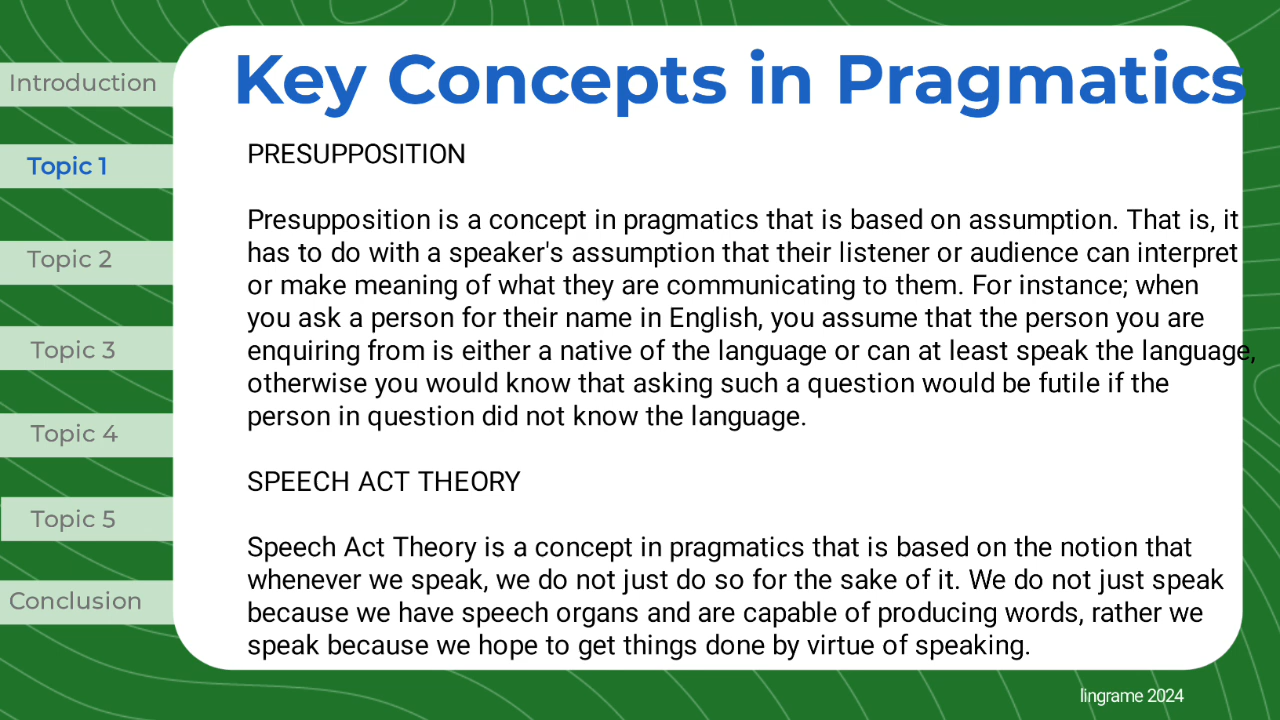 Key Concepts in Pragmatics
Introduction
Topic 1
Topic 2
Topic 3
Topic 4
Topic 5
Conclusion
PRESUPPOSITION
Presupposition is a concept in pragmatics that is based on assumption. That is, it
has to do with a speaker's assumption that their listener or audience can interpret
or make meaning of what they are communicating to them. For instance; when
you ask a person for their name in English, you assume that the person you are
enquiring from is either a native of the language or can at least speak the language,
otherwise you would know that asking such a question would be futile if the
person in question did not know the language.
SPEECH ACT THEORY
Speech Act Theory is a concept in pragmatics that is based on the notion that
whenever we speak, we do not just do so for the sake of it. We do not just speak
because we have speech organs and are capable of producing words, rather we
speak because we hope to get things done by virtue of speaking.
lingrame 2024